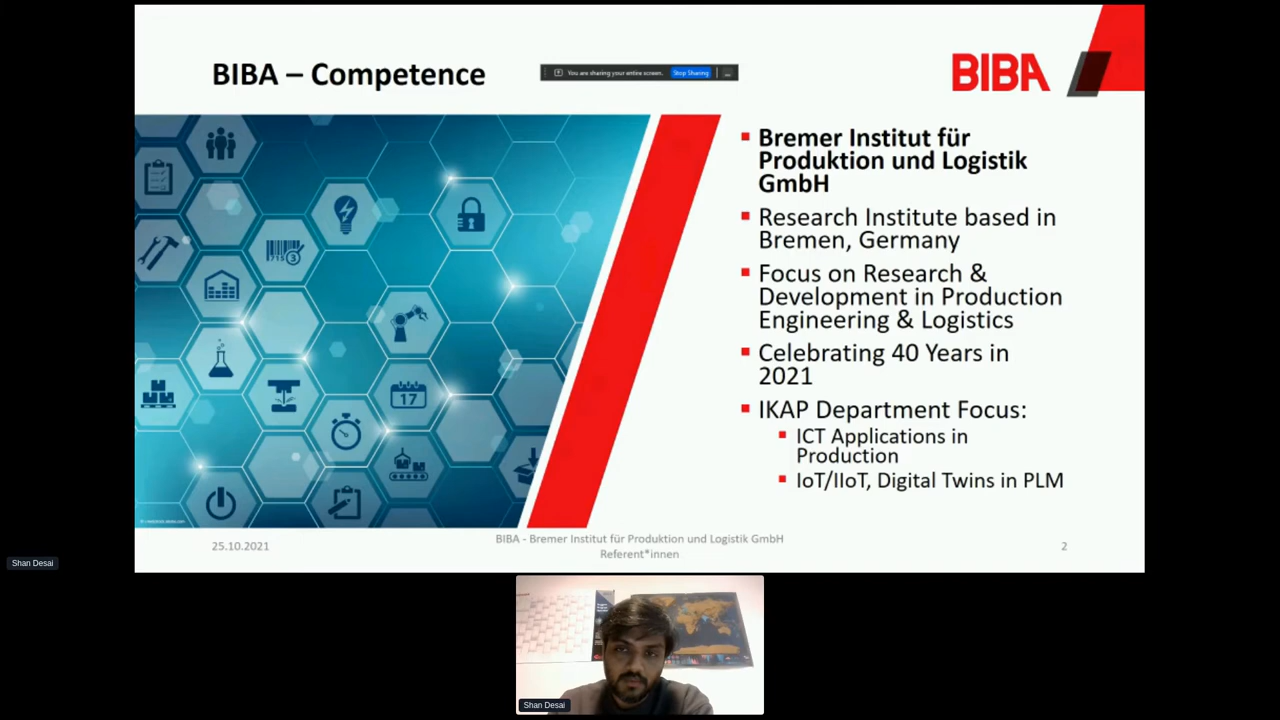 BIBA – Competence
You are sharing your entire screen.
Stop Sharing
BIBA
Bremer Institut für
Produktion und Logistik
GmbH
Research Institute based in
Bremen, Germany
Focus on Research &
Development in Production
Engineering & Logistics
Celebrating 40 Years in
2021
IKAP Department Focus:
ICT Applications in
Production
IoT/IIoT, Digital Twins in PLM
715
3
17
25.10.2021
BIBA - Bremer Institut für Produktion und Logistik GmbH
Referent*innen
2
Shan Desai
Shan Desai